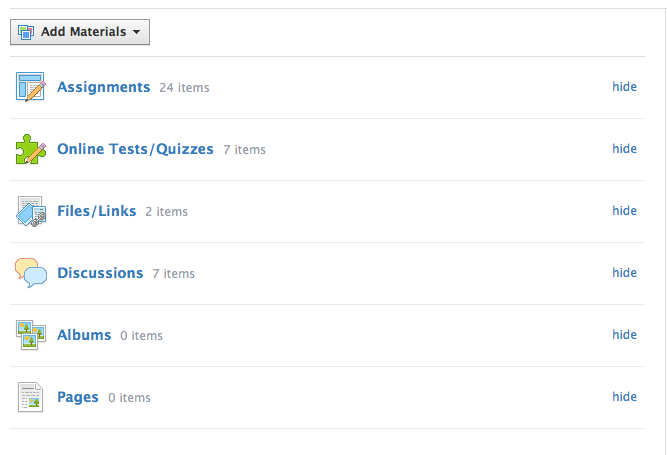 Add Materials
Assignments 24 items hide
Online Tests/Quizzes 7 items hide
Files/Links 2 items hide
Discussions 7 items hide
Albums 0 items hide
Pages 0 items hide